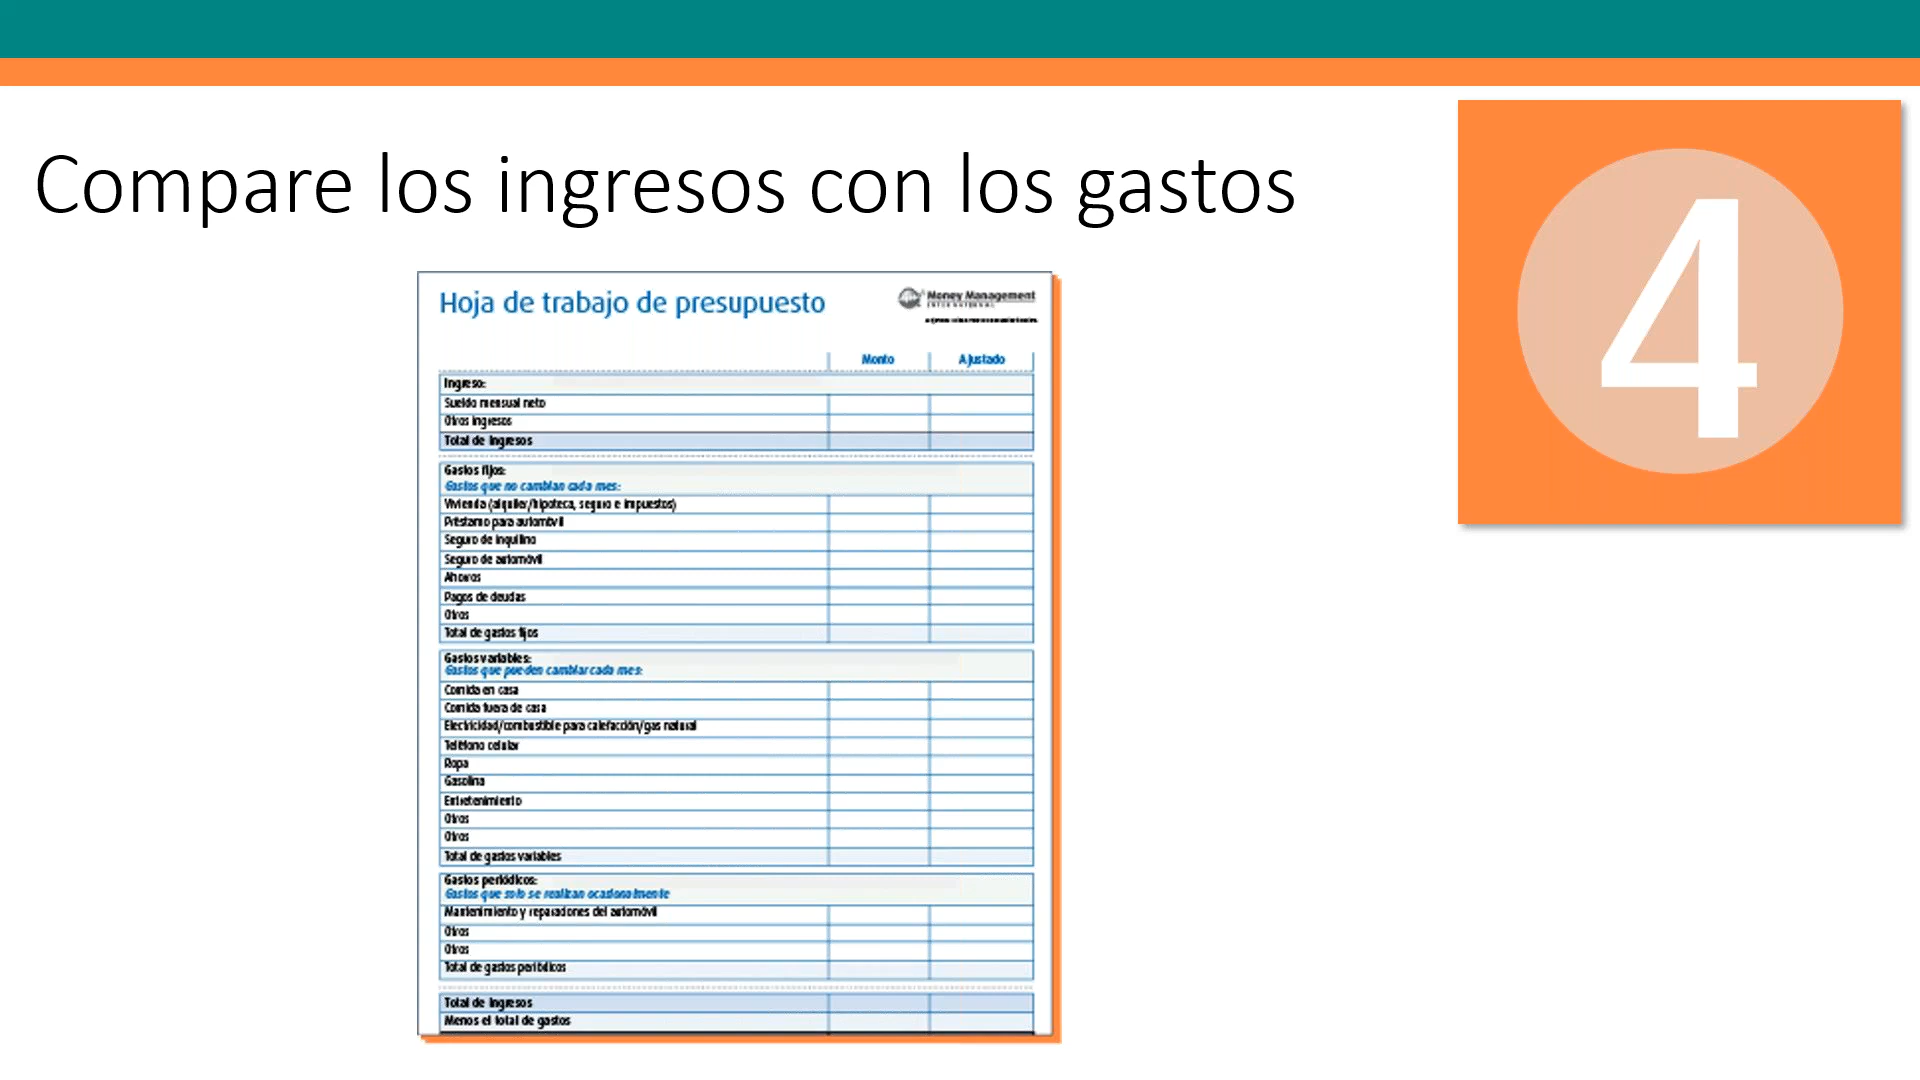 Compare los ingresos con los gastos
4
Hoja de trabajo de presupuesto
Money Management
INTERNATIONAL
Monto Ajustado
Ingreso:
Sueldo mensual neto
Otros ingresos
Total de ingresos
Gastos fijos:
Gastos que no cambian cada mes:
Vivienda (alquiler/hipoteca, seguro e impuestos)
Préstamo para automóvil
Seguro de inquilino
Seguro de automóvil
Ahorros
Pagos de deudas
Otros
Total de gastos fijos
Gastos variables:
Gastos que pueden cambiar cada mes:
Comida en casa
Comida fuera de casa
Electricidad/combustible para calefacción/gas natural
Teléfono celular
Ropa
Gasolina
Entretenimiento
Otros
Otros
Total de gastos variables
Gastos periódicos:
Gastos que solo se realizan ocasionalmente
Mantenimiento y reparaciones del automóvil
Otros
Otros
Total de gastos periódicos
Total de ingresos
Menos el total de gastos